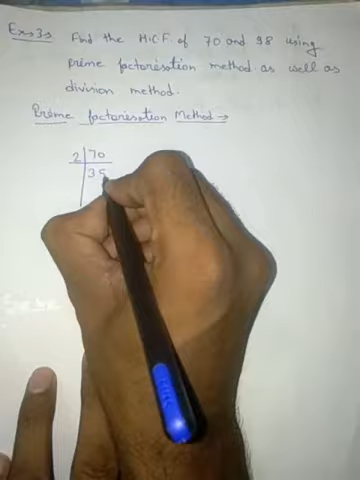 Ex:3:- Find the H.C.F. of 70 and 98 using
prime factorisation method as well as
division method.
Prime factorisation Method →
2 | 70
35